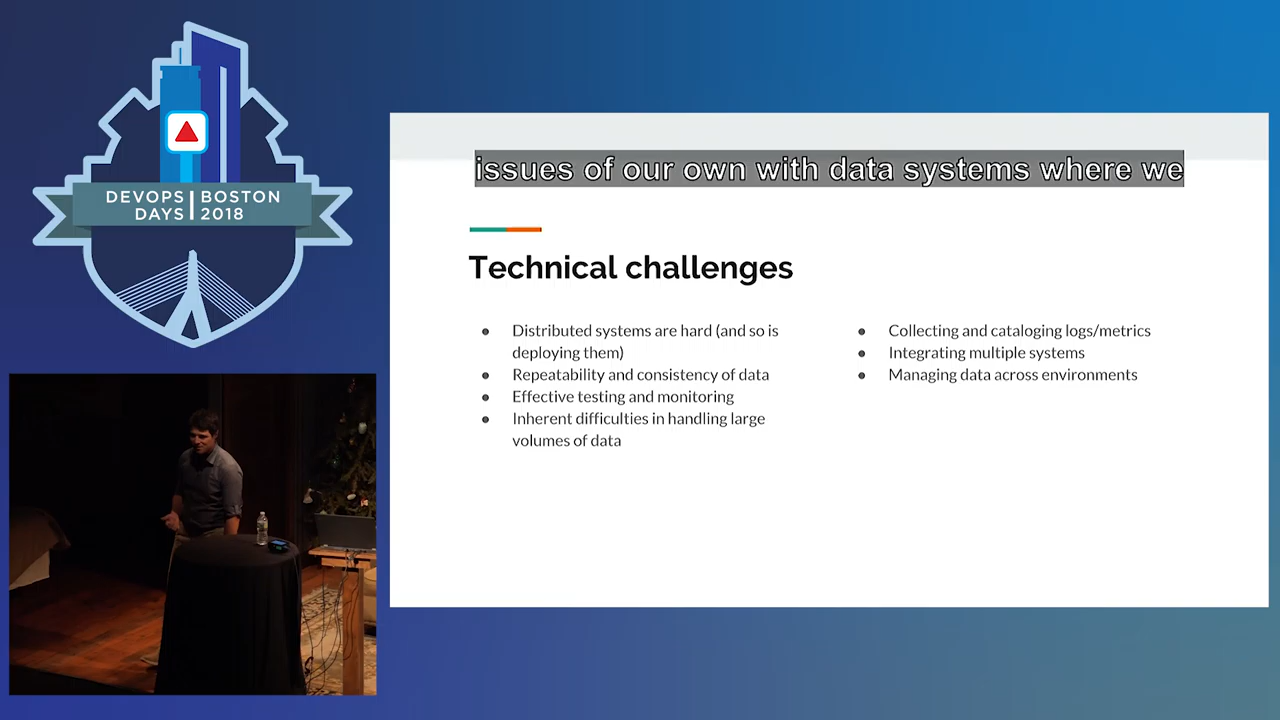 DEVOPS BOSTON
DAYS 2018
issues of our own with data systems where we
Technical challenges
Distributed systems are hard (and so is
deploying them)
Repeatability and consistency of data
Effective testing and monitoring
Inherent difficulties in handling large
volumes of data
Collecting and cataloging logs/metrics
Integrating multiple systems
Managing data across environments